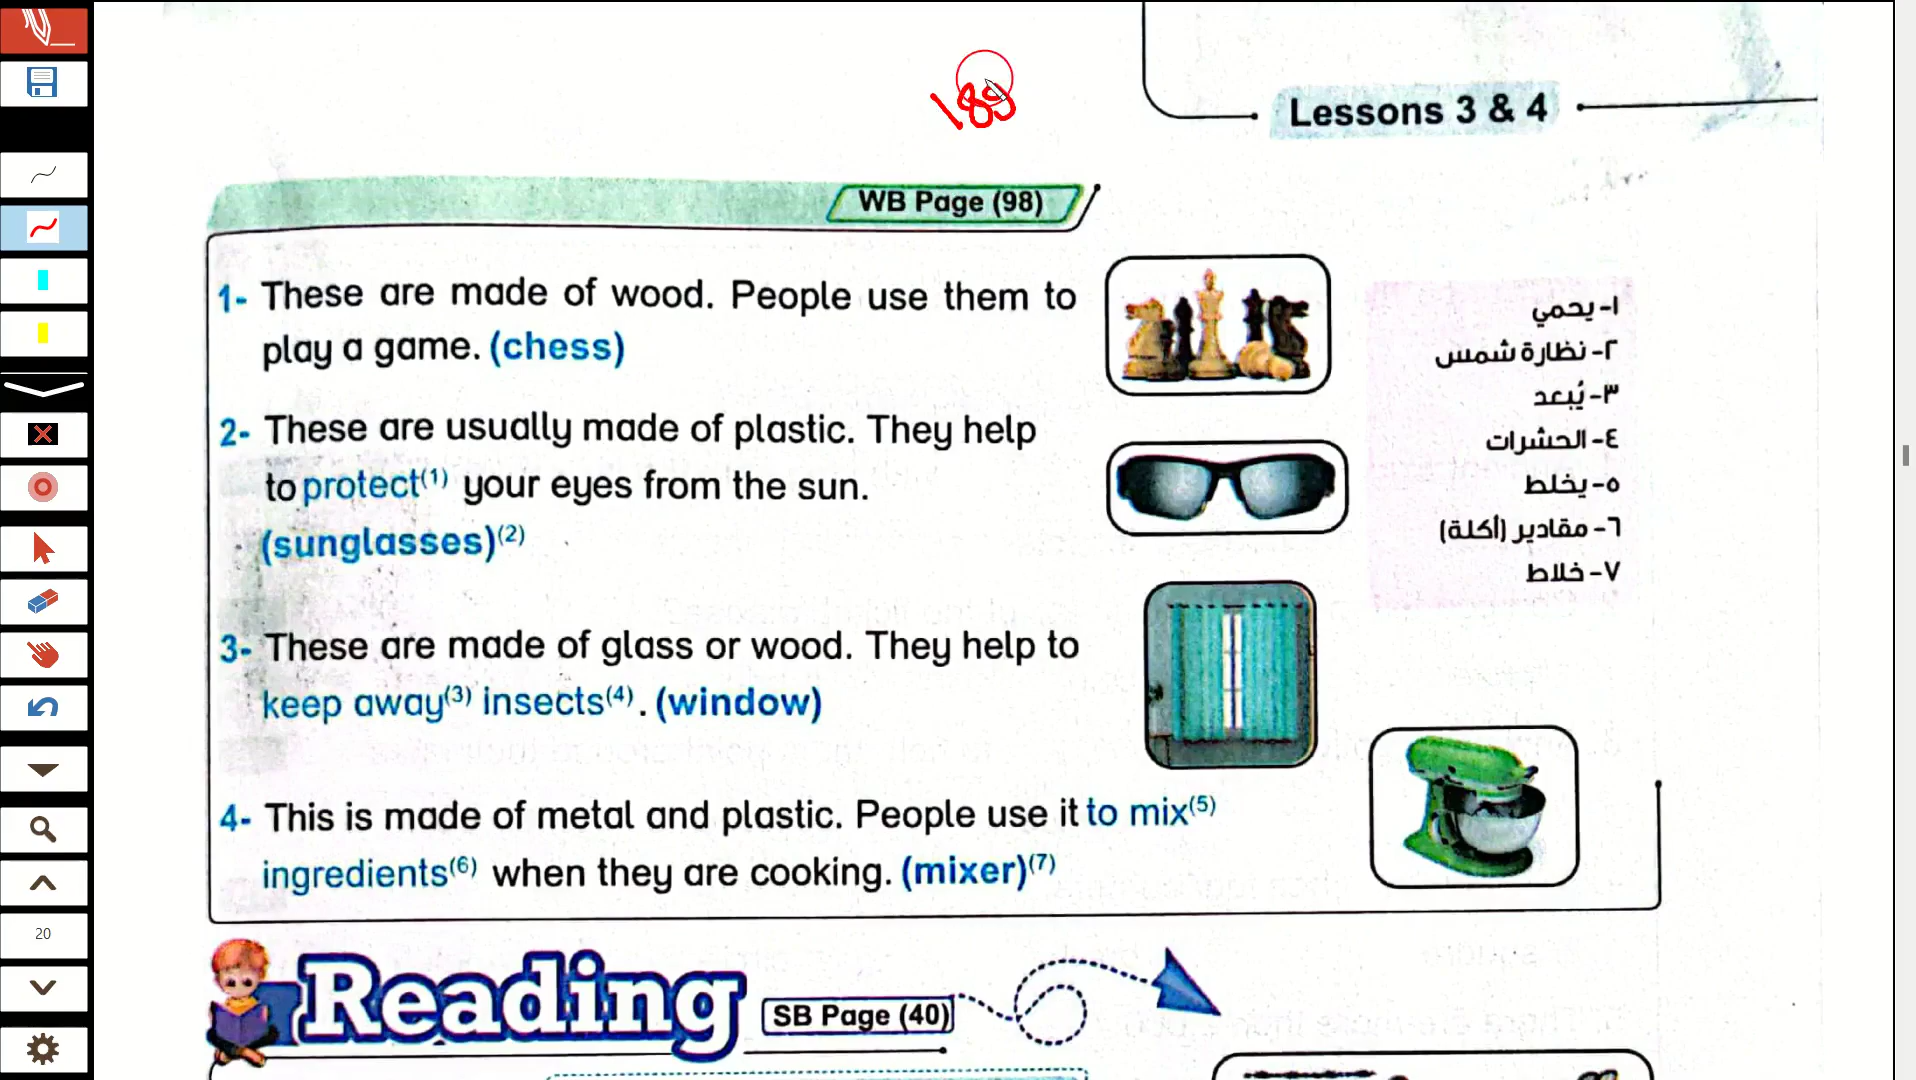 189
Lessons 3 & 4
WB Page (98)
1- These are made of wood. People use them to
play a game. (chess)
2- These are usually made of plastic. They help
to protect(1) your eyes from the sun.
(sunglasses)(2)
3- These are made of glass or wood. They help to
keep away(3) insects(4). (window)
4- This is made of metal and plastic. People use it to mix(5)
ingredients(6) when they are cooking. (mixer)(7)
١- يحمي
٢- نظارة شمس
٣- يُبعد
٤- الحشرات
٥- يخلط
٦- مقادير (أكلة)
٧- خلاط
Reading
SB Page (40)
20